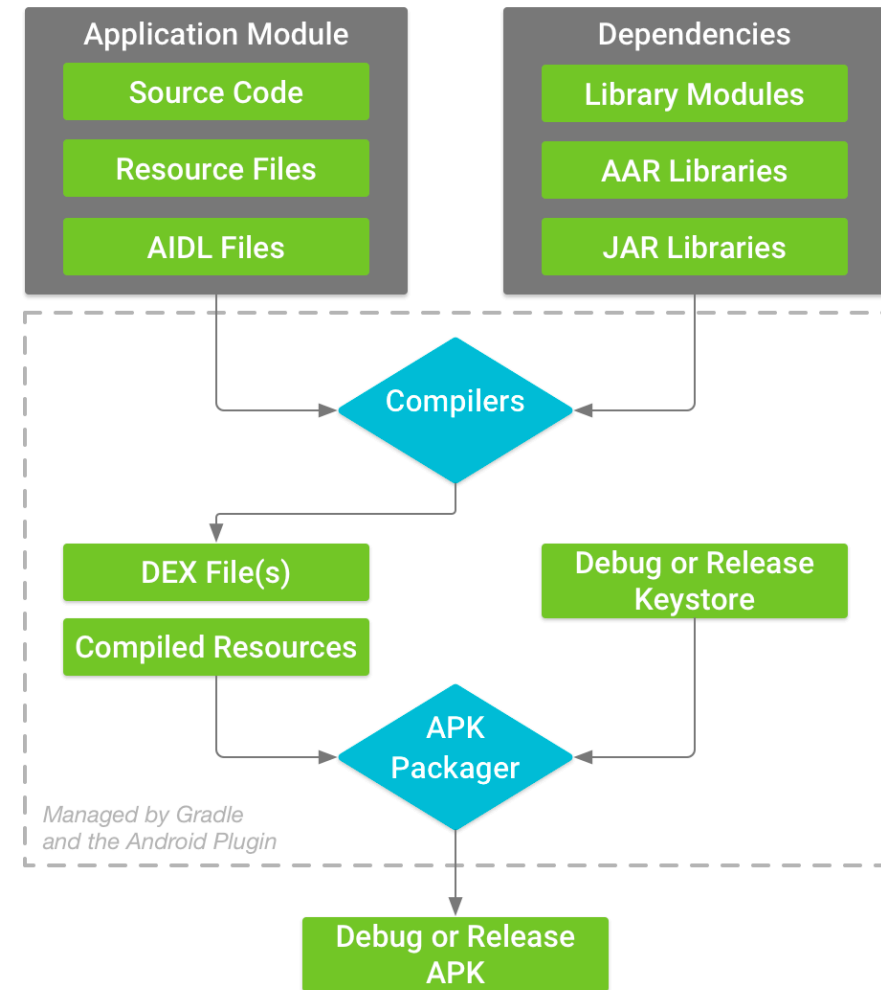 Application Module
Source Code
Resource Files
AIDL Files
Dependencies
Library Modules
AAR Libraries
JAR Libraries
Compilers
DEX File(s)
Compiled Resources
Debug or Release
Keystore
APK
Packager
Managed by Gradle
and the Android Plugin
Debug or Release
APK